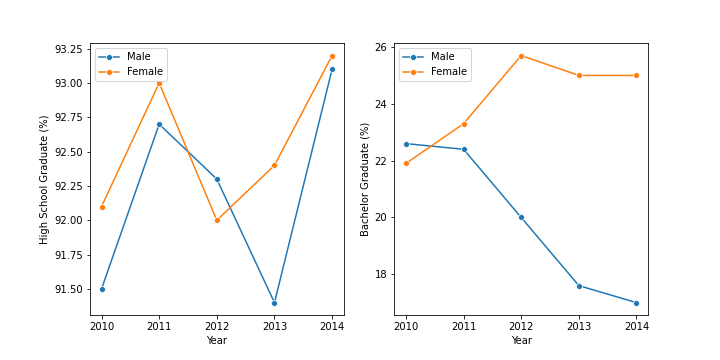 Male
Female
93.25
93.00
92.75
92.50
92.25
92.00
91.75
91.50
High School Graduate (%)
2010 2011 2012 2013 2014
Year
Male
Female
26
24
22
20
18
Bachelor Graduate (%)
2010 2011 2012 2013 2014
Year